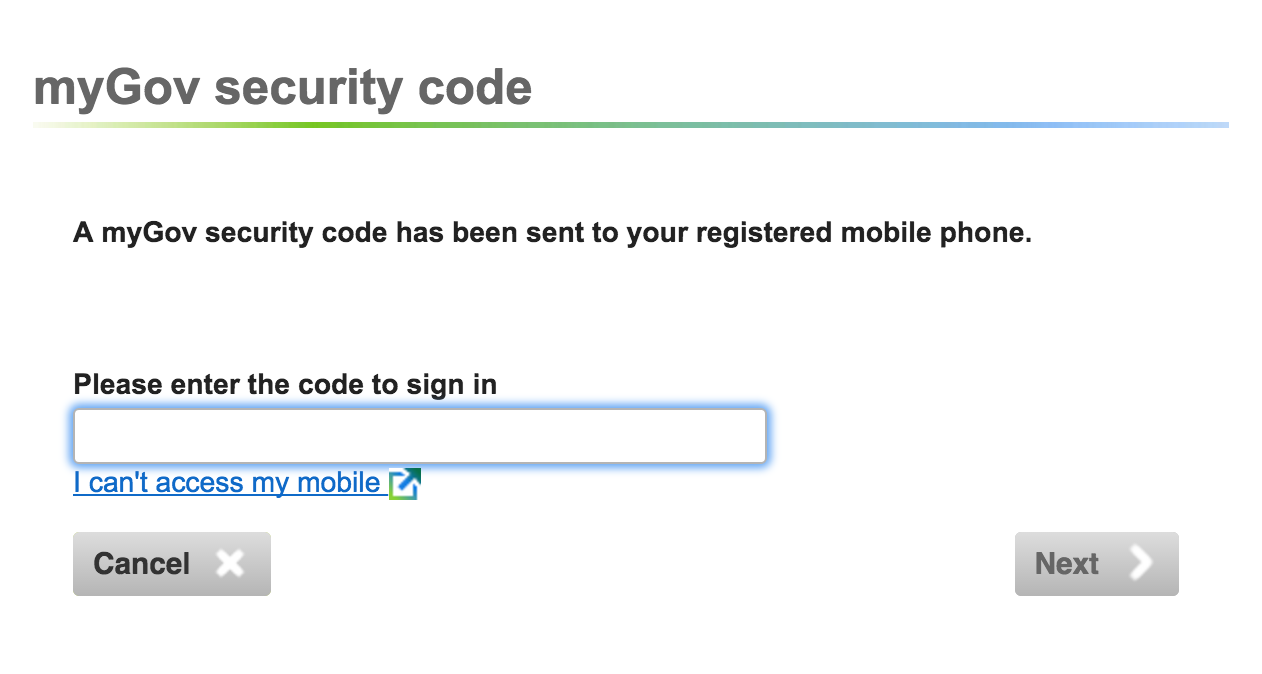 myGov security code
A myGov security code has been sent to your registered mobile phone.
Please enter the code to sign in
I can't access my mobile
Cancel
Next